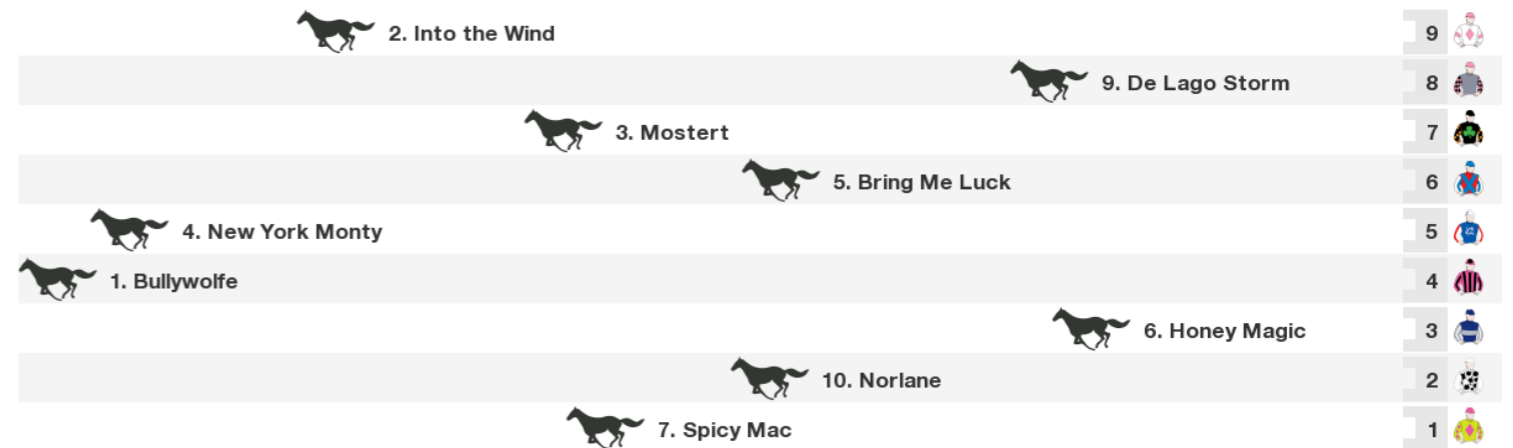 2. Into the Wind 9
9. De Lago Storm 8
3. Mostert 7
5. Bring Me Luck 6
4. New York Monty 5
1. Bullywolfe 4
6. Honey Magic 3
10. Norlane 2
7. Spicy Mac 1